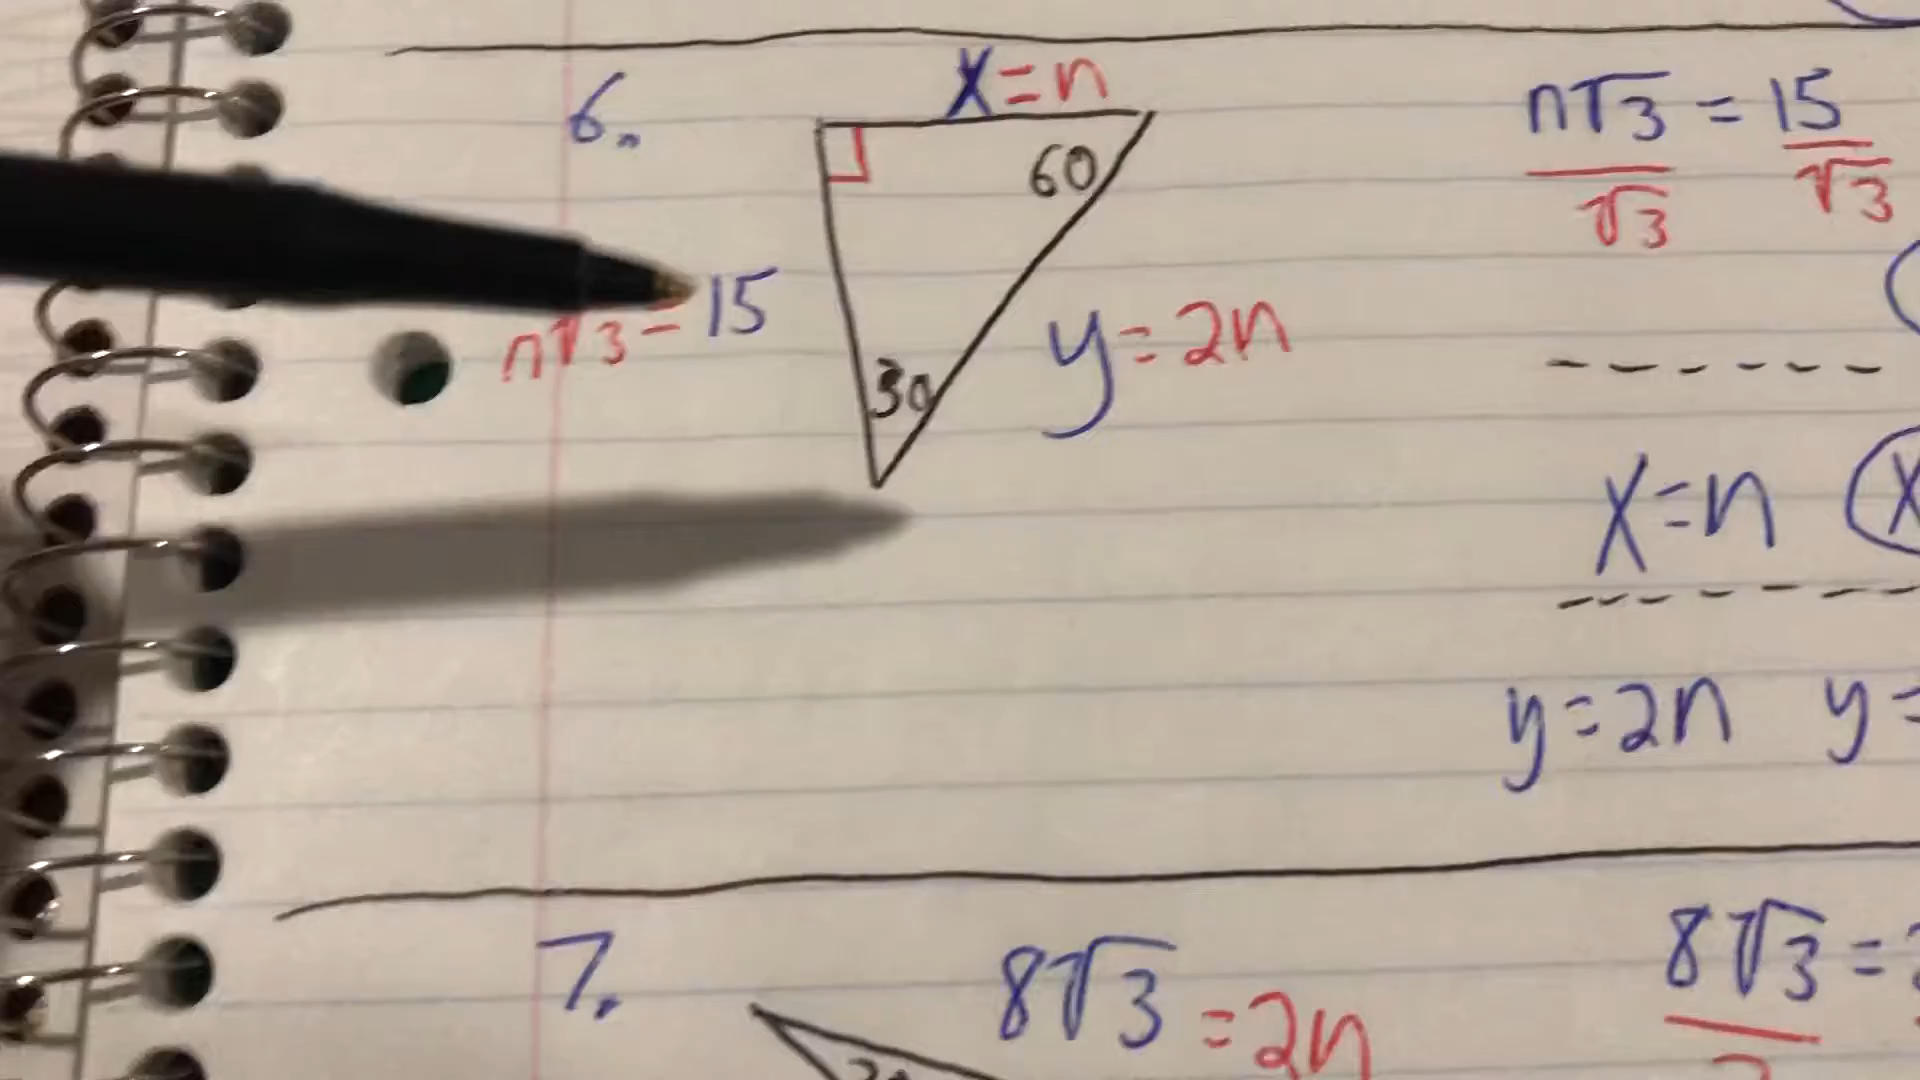 6.
x = n
60
n√3 = 15
30
y = 2n
n√3 = 15
√3 √3
x = n
y = 2n y =
7.
8√3 = 2n
8√3 =